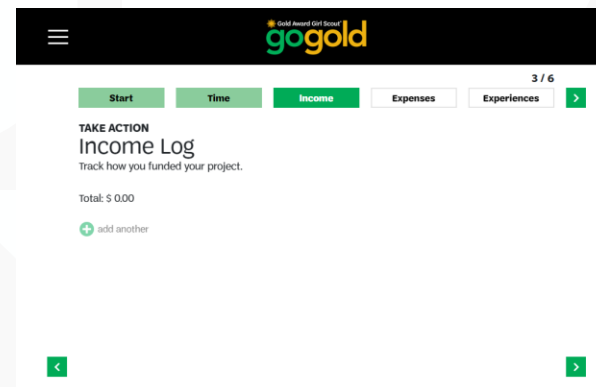 Gold Award Girl Scout
gogold
3 / 6
Start Time Income Expenses Experiences >
TAKE ACTION
Income Log
Track how you funded your project.
Total: $ 0.00
add another
< >